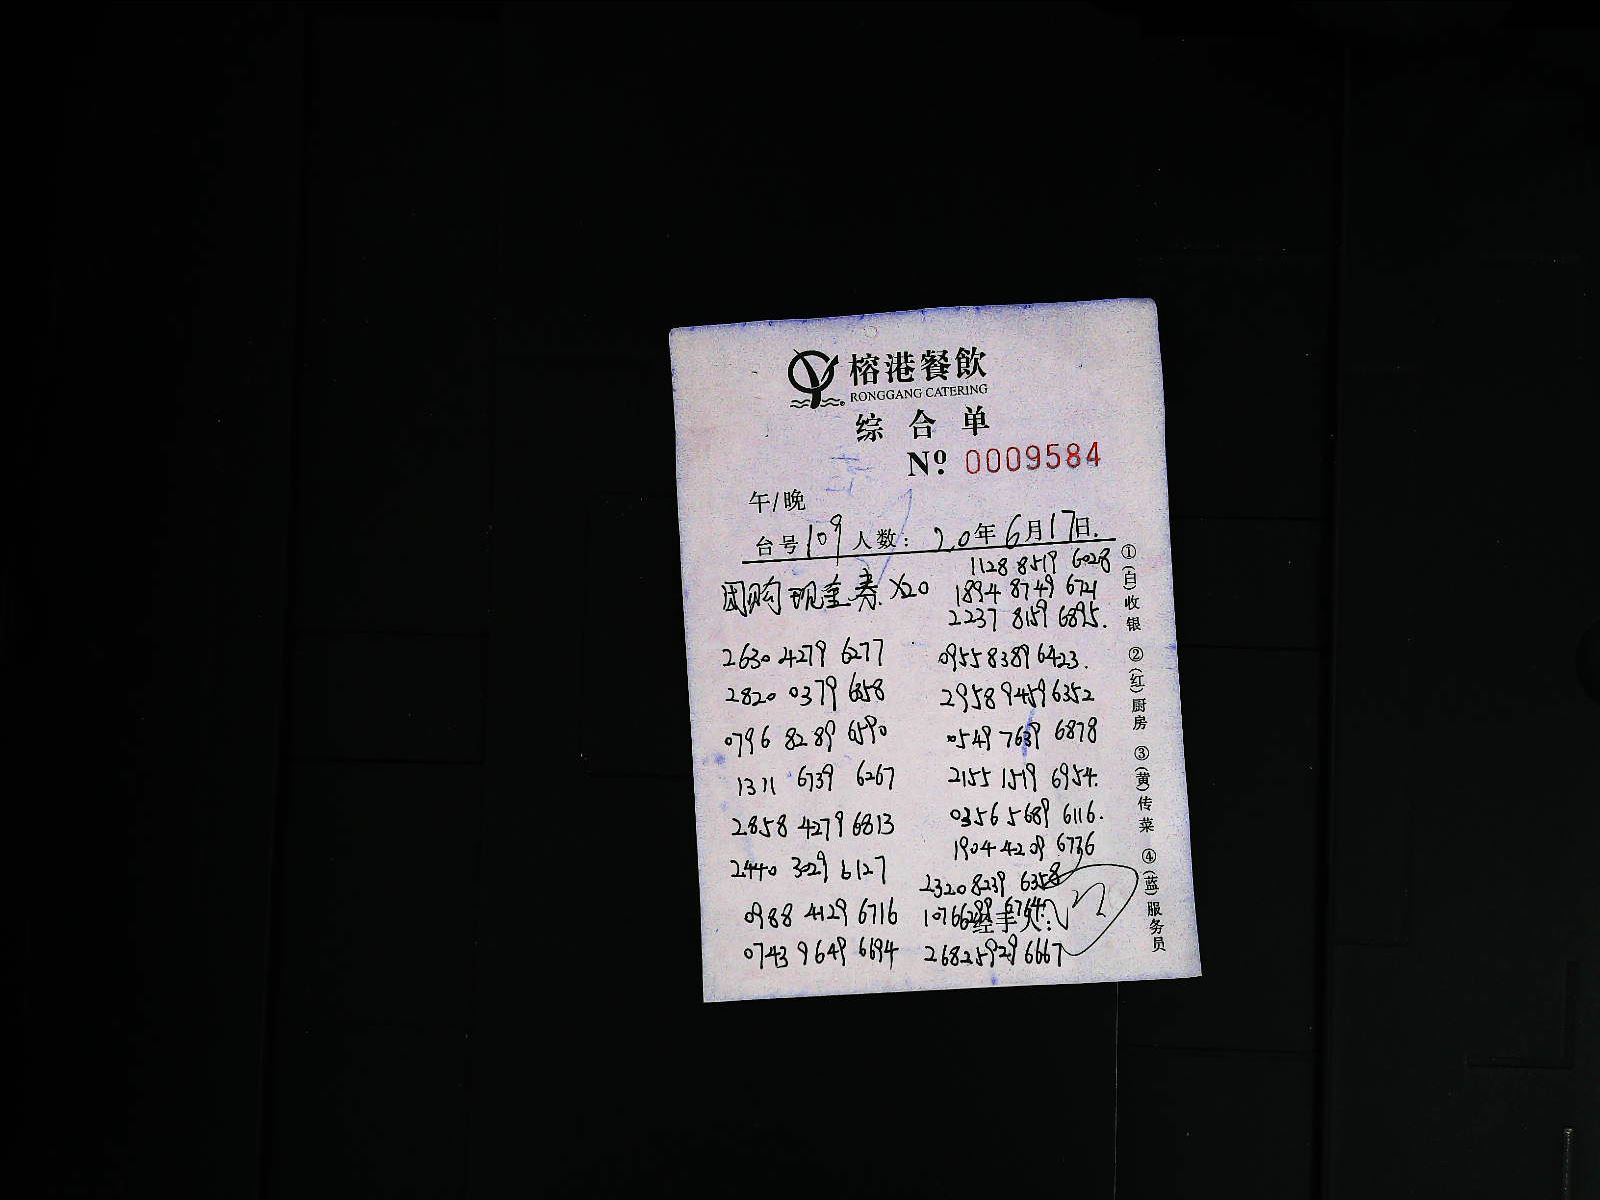 榕港餐飲
RONGGANG CATERING
综合单
Nº 0009584
午/晚
台号 109 人数: 20年6月17日.
团购现金券 X20
1128 8519 6028
1894 8749 6721
2237 8159 6895.
2630 4279 6277
0955 8389 6423.
2820 0379 6858
2958 9459 6352
0796 8289 6590
0549 7639 6878
1311 6739 6267
2155 1519 6954.
2858 4279 6813
0356 5689 6116.
1904 4209 6736
2440 3029 6127
2320 8239 6358
0988 4129 6716
经手人:
0743 9649 6694
2682 5929 6667
①(白)收银 ②(红)厨房 ③(黄)传菜 ④(蓝)服务员